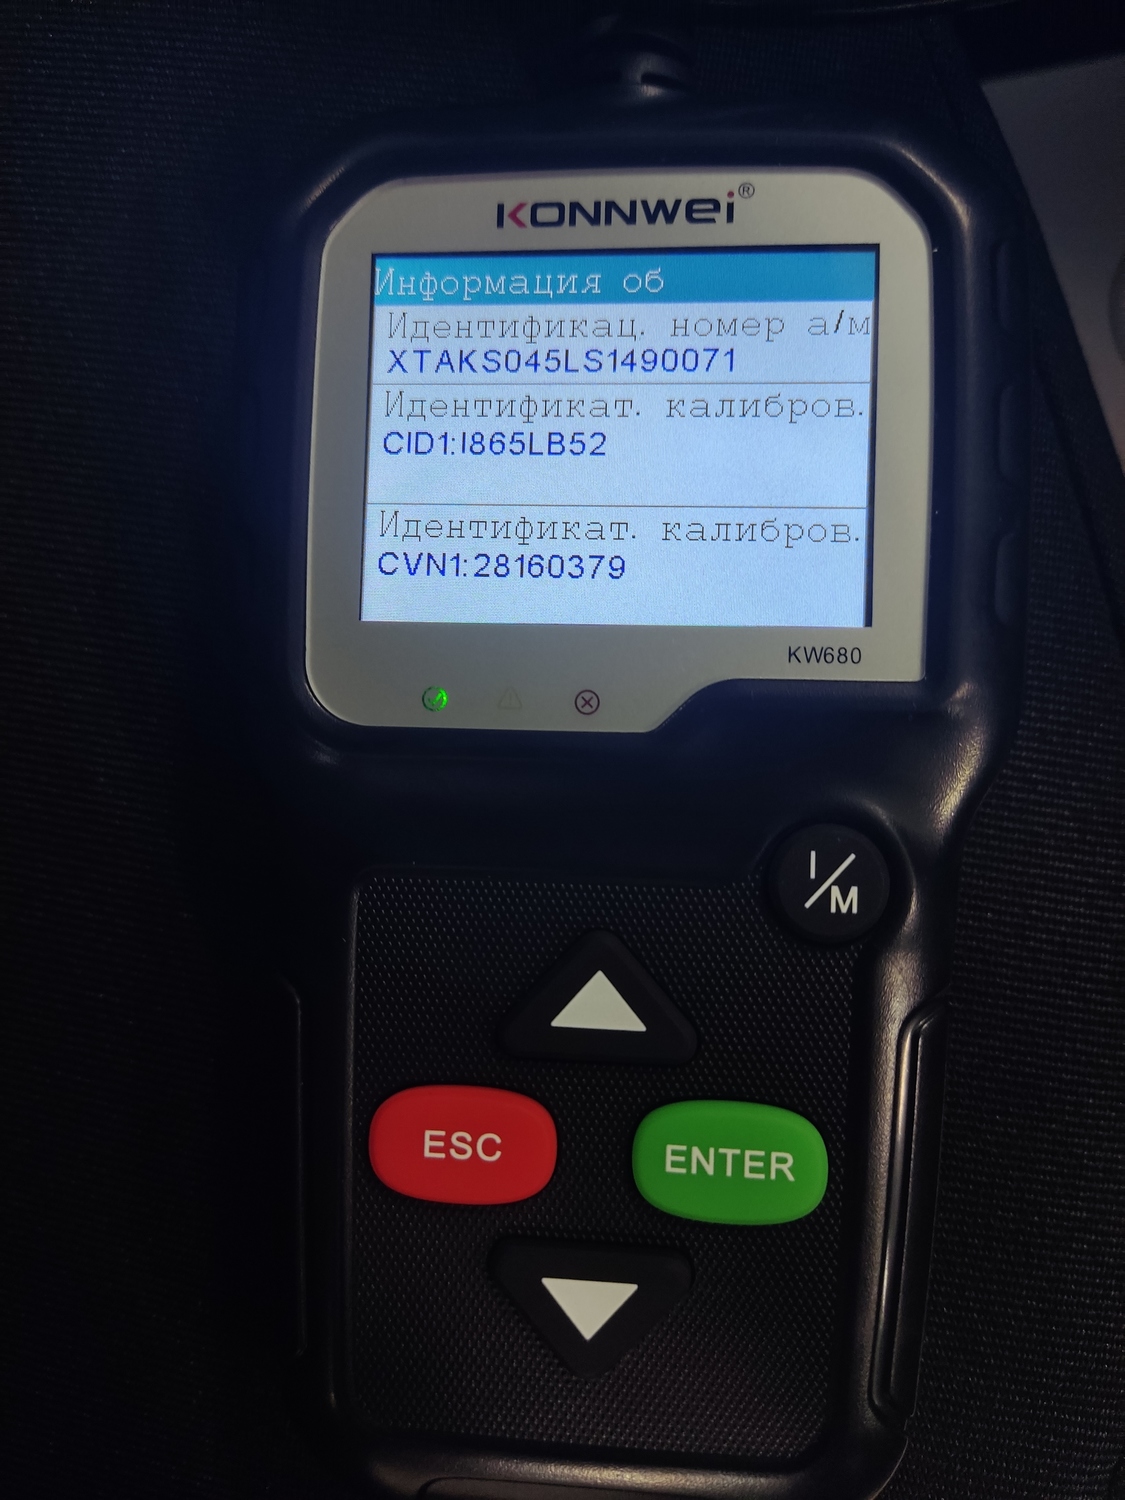 KONNWEI®
Информация об
Идентификац. номер а/м
XTAKS045LS1490071
Идентификат. калибров.
CID1:I865LB52
Идентификат. калибров.
CVN1:28160379
KW680
I/M
ESC
ENTER